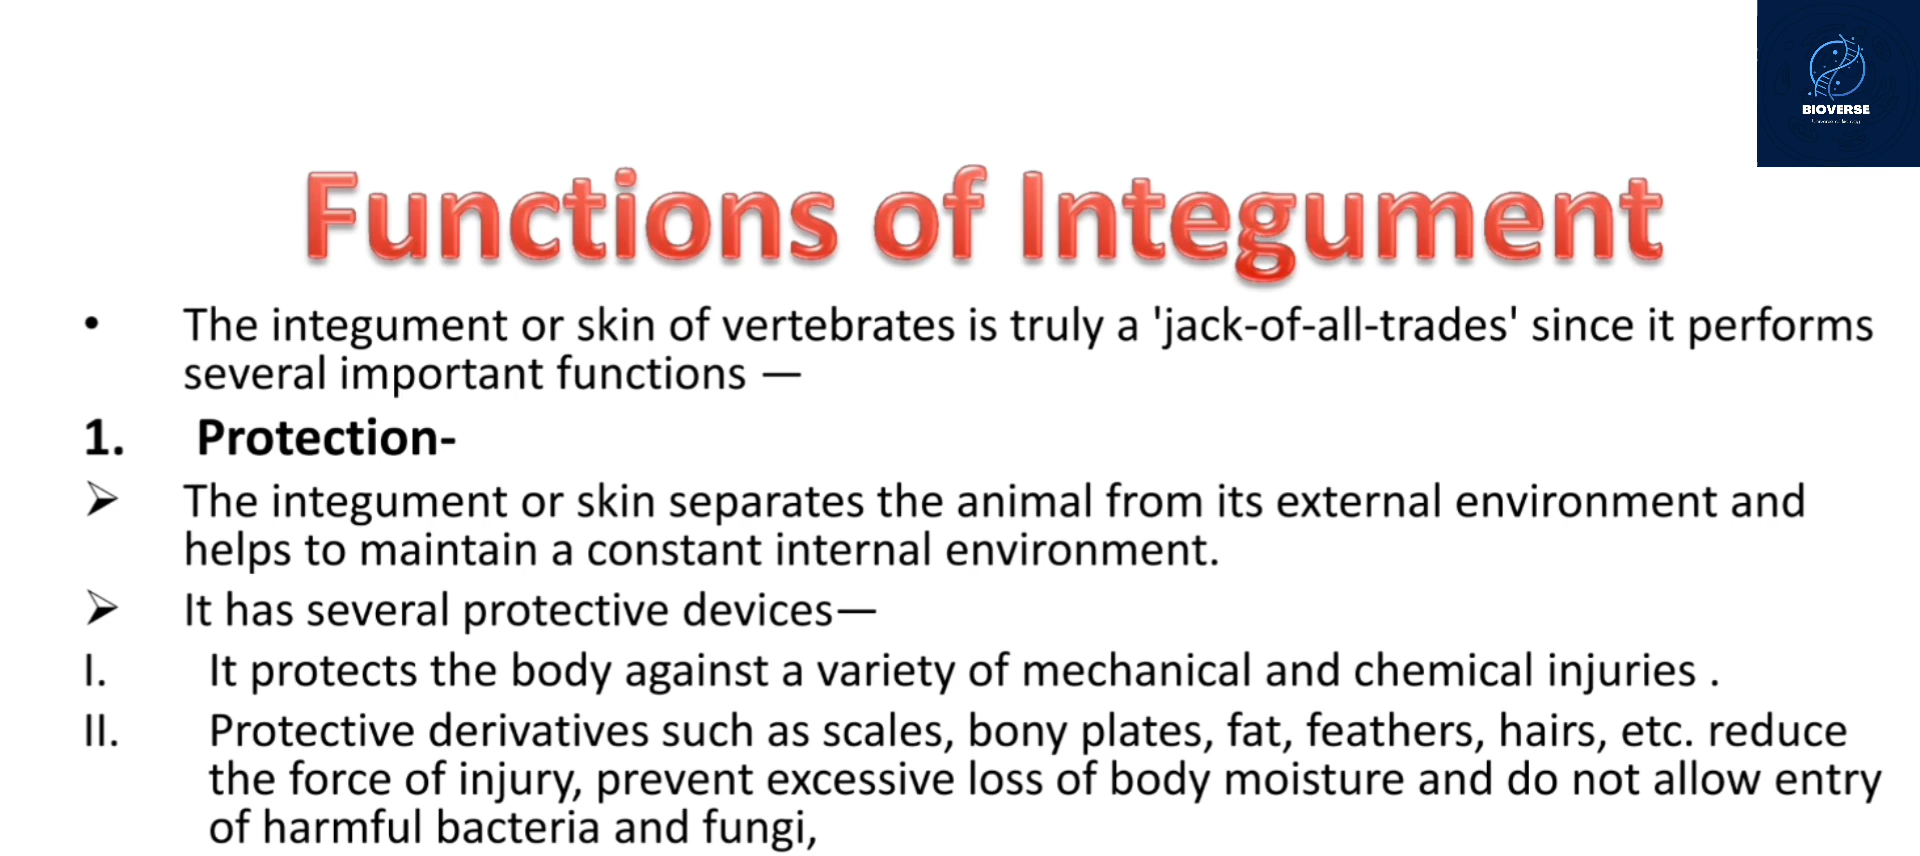 BIOVERSE
Functions of Integument
• The integument or skin of vertebrates is truly a 'jack-of-all-trades' since it performs
several important functions —
1. Protection-
➢ The integument or skin separates the animal from its external environment and
helps to maintain a constant internal environment.
➢ It has several protective devices—
I. It protects the body against a variety of mechanical and chemical injuries .
II. Protective derivatives such as scales, bony plates, fat, feathers, hairs, etc. reduce
the force of injury, prevent excessive loss of body moisture and do not allow entry
of harmful bacteria and fungi,